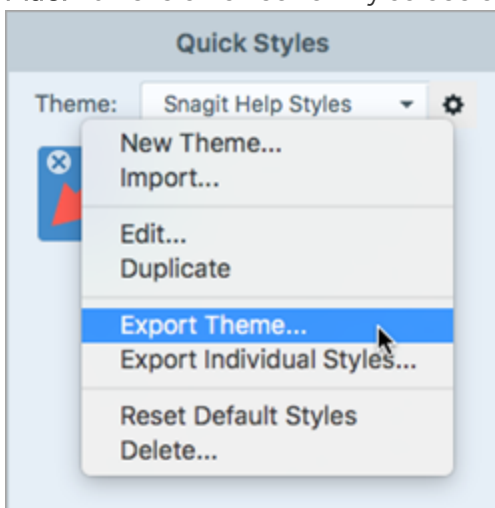 Quick Styles
Theme: Snagit Help Styles
New Theme...
Import...
Edit...
Duplicate
Export Theme...
Export Individual Styles...
Reset Default Styles
Delete...